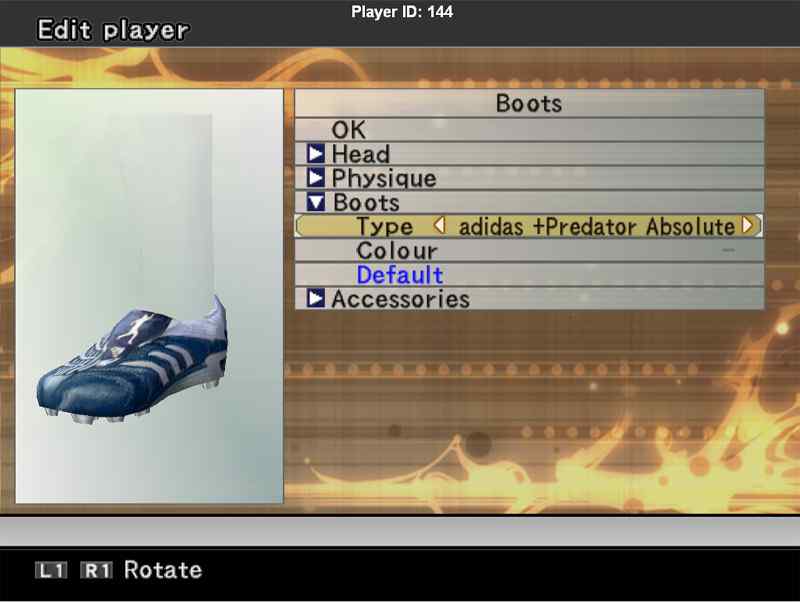 Player ID: 144
Edit player
Boots
OK
Head
Physique
Boots
Type adidas +Predator Absolute
Colour –
Default
Accessories
L1 R1 Rotate